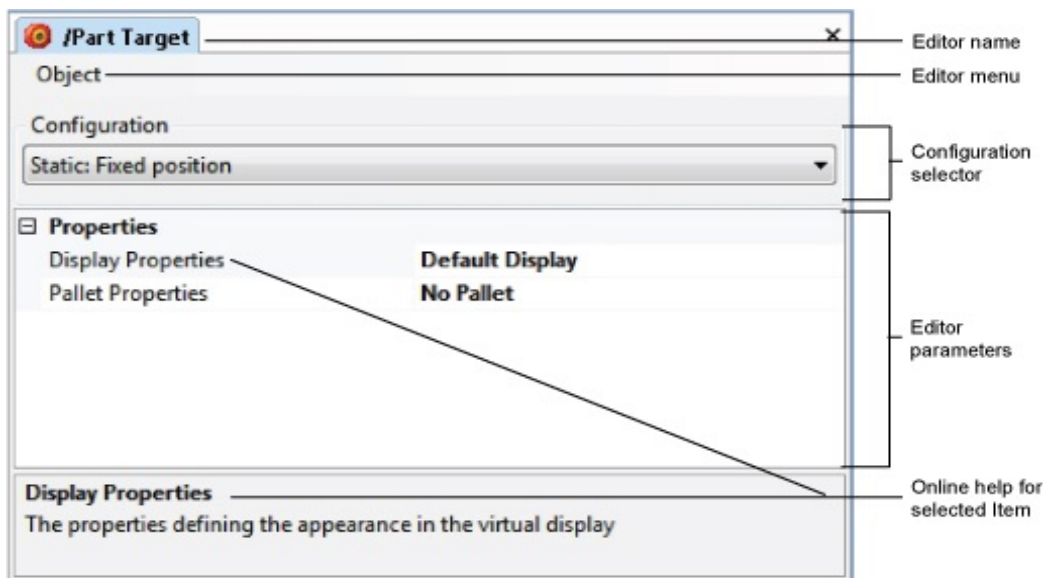 /Part Target
Editor name
Object
Editor menu
Configuration
Static: Fixed position
Configuration
selector
Properties
Display Properties Default Display
Pallet Properties No Pallet
Editor
parameters
Display Properties
The properties defining the appearance in the virtual display
Online help for
selected Item